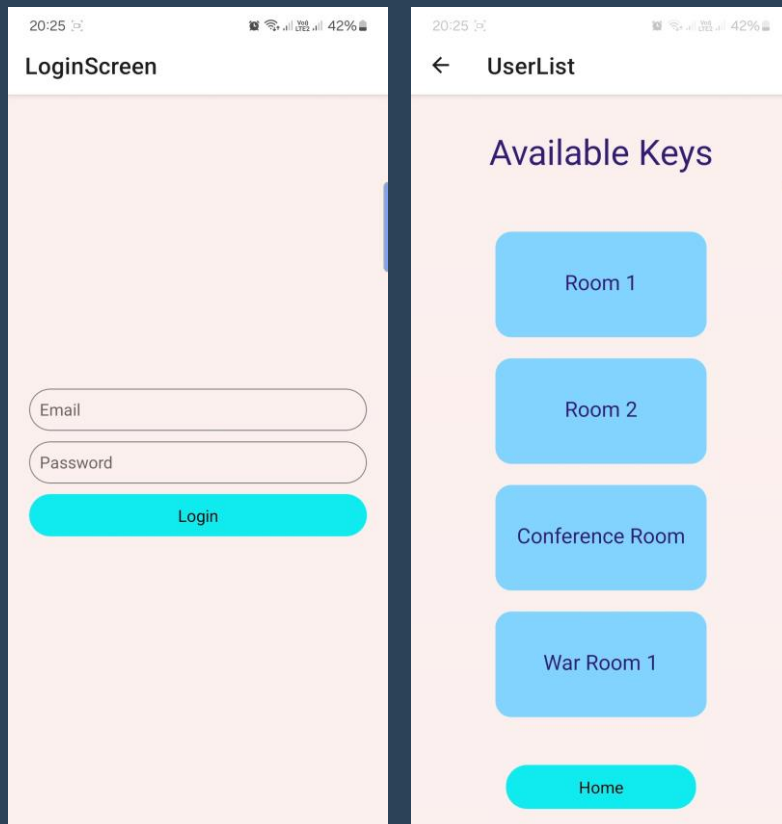 20:25
42%
LoginScreen
Email
Password
Login
20:25
42%
UserList
Available Keys
Room 1
Room 2
Conference Room
War Room 1
Home